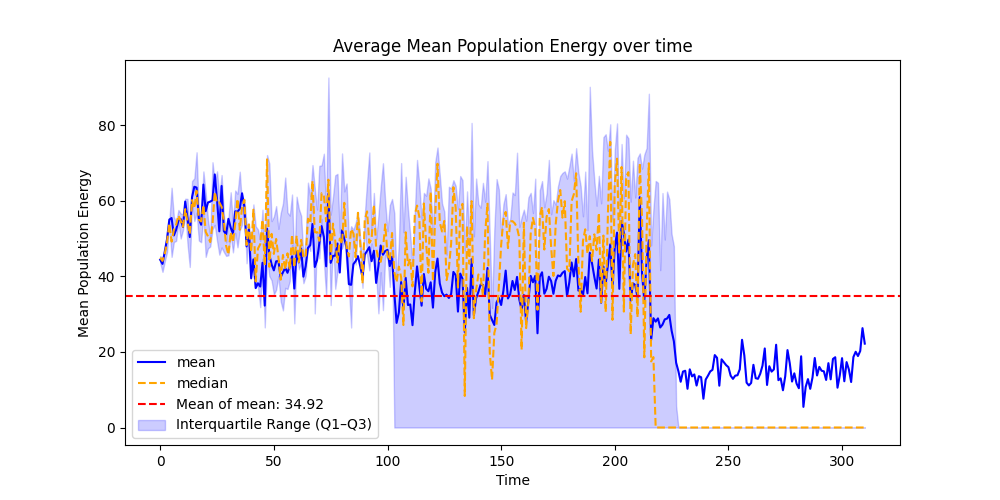 Average Mean Population Energy over time
Mean Population Energy
80
60
40
20
0
mean
median
Mean of mean: 34.92
Interquartile Range (Q1–Q3)
0
50
100
150
200
250
300
Time